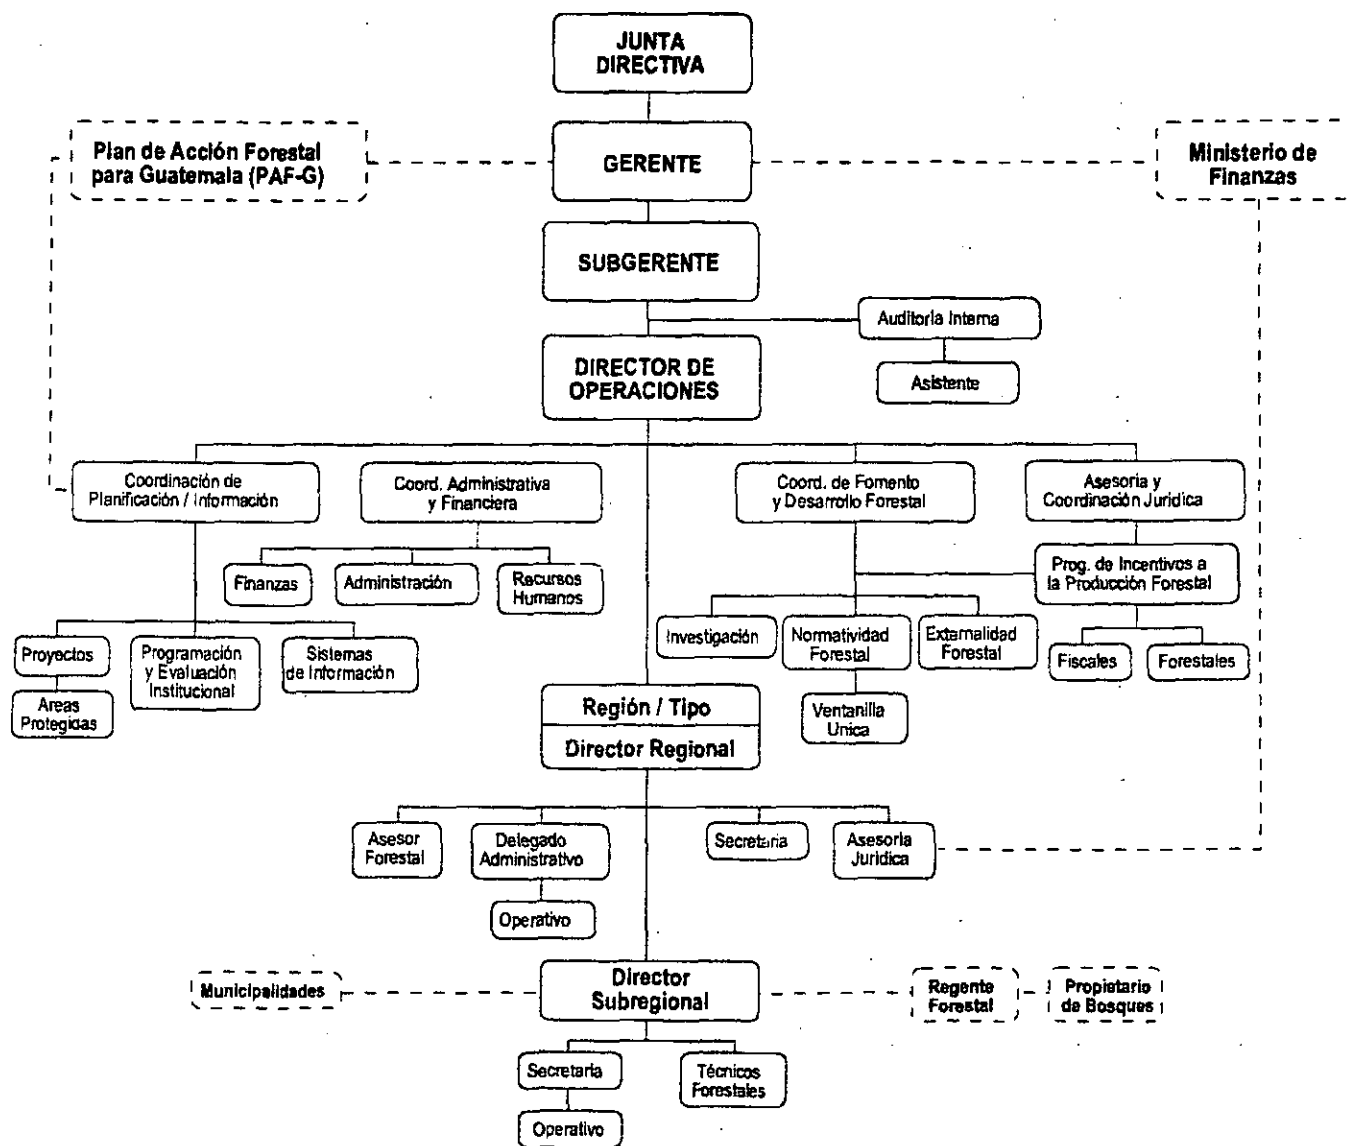 JUNTA
DIRECTIVA
Plan de Acción Forestal
para Guatemala (PAF-G)
GERENTE
Ministerio de
Finanzas
SUBGERENTE
Auditoría Interna
DIRECTOR DE
OPERACIONES
Asistente
Coordinación de
Planificación / Información
Coord. Administrativa
y Financiera
Coord. de Fomento
y Desarrollo Forestal
Asesoria y
Coordinación Juridica
Finanzas
Administración
Recursos
Humanos
Prog. de Incentivos a
la Producción Forestal
Investigación
Normatividad
Forestal
Externalidad
Forestal
Fiscales
Forestales
Proyectos
Programación
y Evaluación
Institucional
Sistemas
de Información
Areas
Protegidas
Ventanilla
Unica
Región / Tipo
Director Regional
Asesor
Forestal
Delegado
Administrativo
Secretaria
Asesoria
Juridica
Operativo
Municipalidades
Director
Subregional
Regente
Forestal
Propietario
de Bosques
Secretaria
Técnicos
Forestales
Operativo